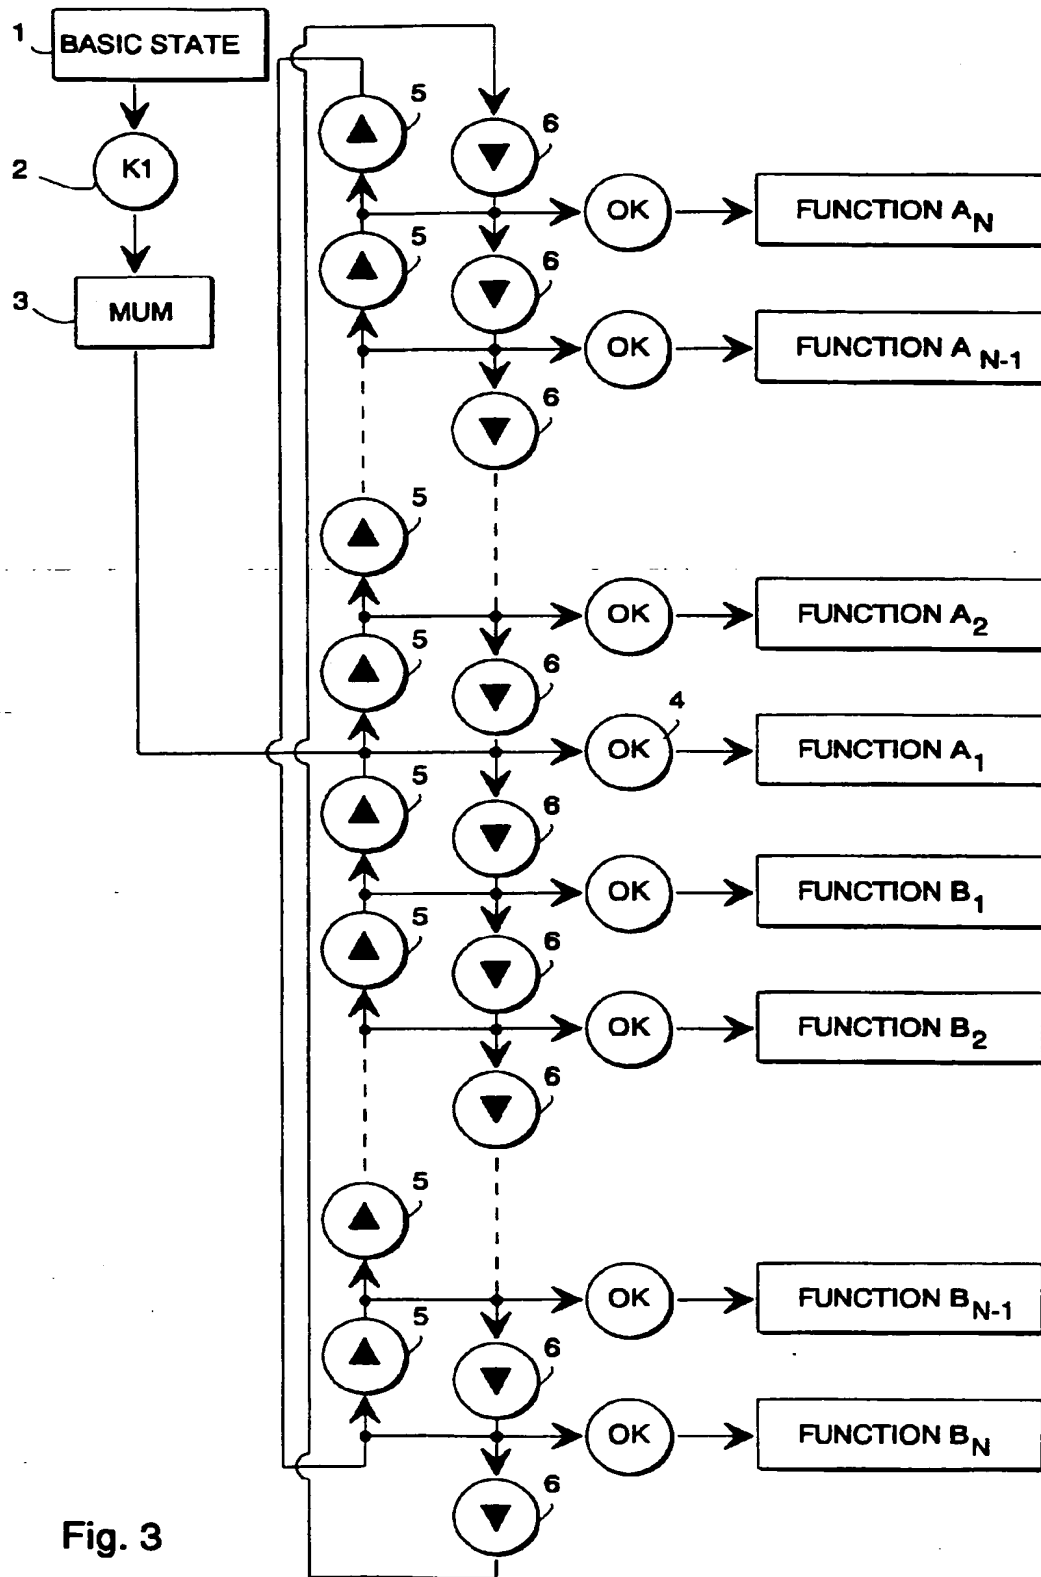 1 BASIC STATE
5
6
2 K1
OK FUNCTION A_N
5
6
3 MUM
OK FUNCTION A_N-1
6
5
OK FUNCTION A_2
5
6
4
OK FUNCTION A_1
5
6
OK FUNCTION B_1
5
6
OK FUNCTION B_2
6
5
OK FUNCTION B_N-1
5
6
OK FUNCTION B_N
6
Fig. 3